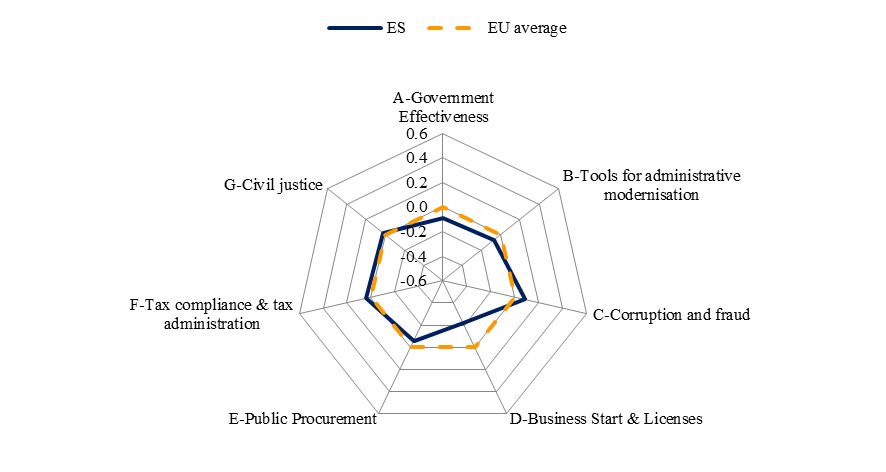 ES EU average
A-Government
Effectiveness
0.6
0.4
0.2
0.0
-0.2
-0.4
-0.6
B-Tools for administrative
modernisation
G-Civil justice
C-Corruption and fraud
F-Tax compliance & tax
administration
E-Public Procurement
D-Business Start & Licenses